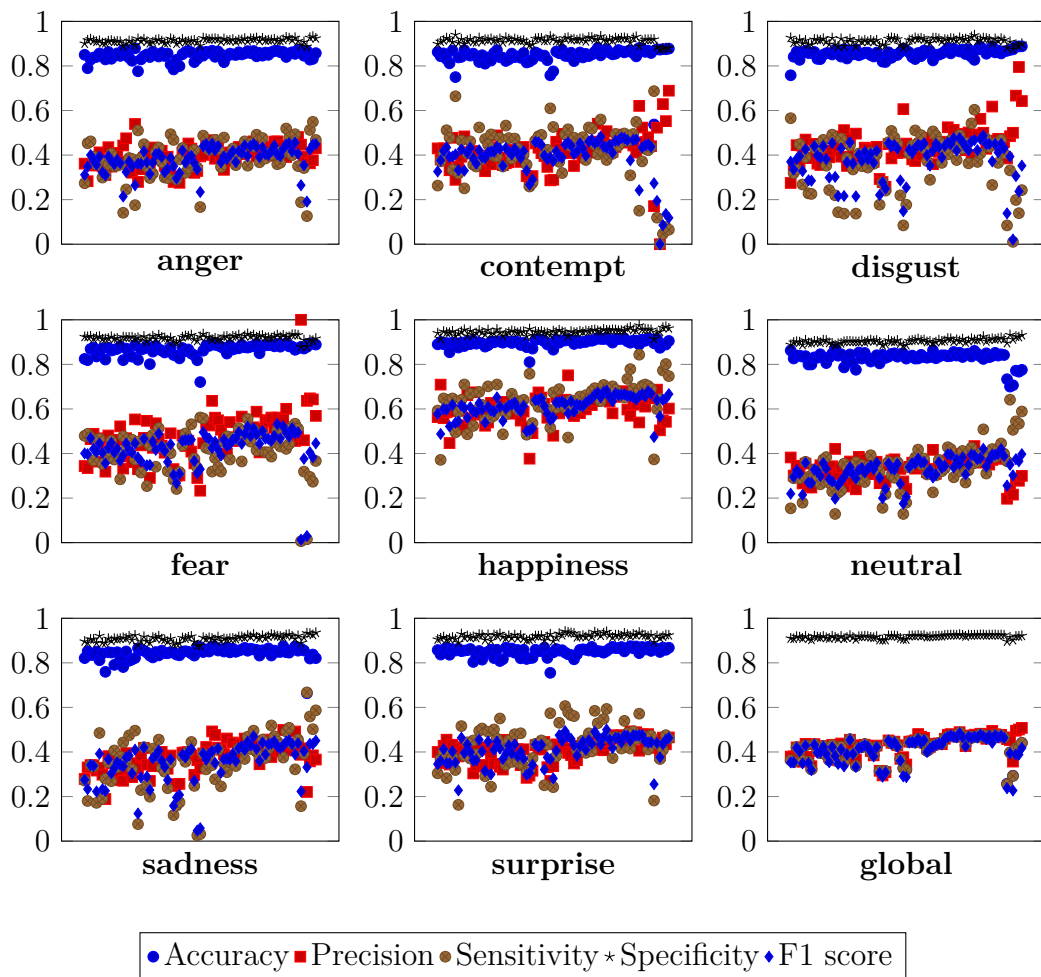 1 1 1
0.8 0.8 0.8
0.6 0.6 0.6
0.4 0.4 0.4
0.2 0.2 0.2
0 0 0
anger contempt disgust
1 1 1
0.8 0.8 0.8
0.6 0.6 0.6
0.4 0.4 0.4
0.2 0.2 0.2
0 0 0
fear happiness neutral
1 1 1
0.8 0.8 0.8
0.6 0.6 0.6
0.4 0.4 0.4
0.2 0.2 0.2
0 0 0
sadness surprise global
Accuracy Precision Sensitivity Specificity F1 score